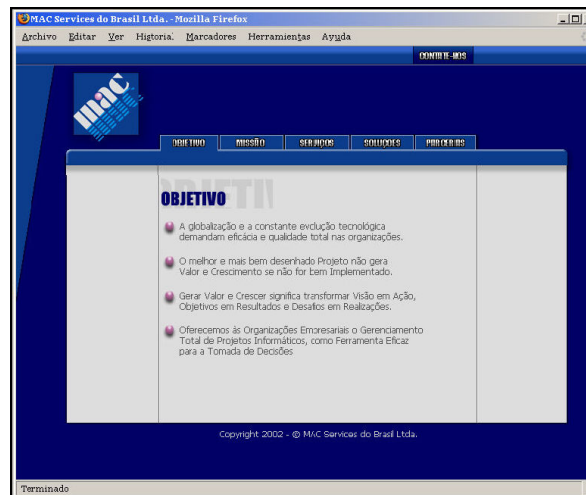 MAC Services do Brasil Ltda. - Mozilla Firefox
Archivo Editar Ver Historial Marcadores Herramientas Ayuda
CONTATE-NOS
mac
OBJETIVO MISSÃO SERVIÇOS SOLUÇOES PARCERIAS
OBJETIVO
A globalização e a constante evolução tecnológica
demandam eficácia e qualidade total nas organizações.
O melhor e mais bem desenhado Projeto não gera
Valor e Crescimento se não for bem Implementado.
Gerar Valor e Crescer significa transformar Visão em Ação,
Objetivos em Resultados e Desafios em Realizações.
Oferecemos ás Organizações Empresariais o Gerenciamento
Total de Projetos Informáticos, como Ferramenta Eficaz
para a Tomada de Decisões
Copyright 2002 - © MAC Services do Brasil Ltda.
Terminado